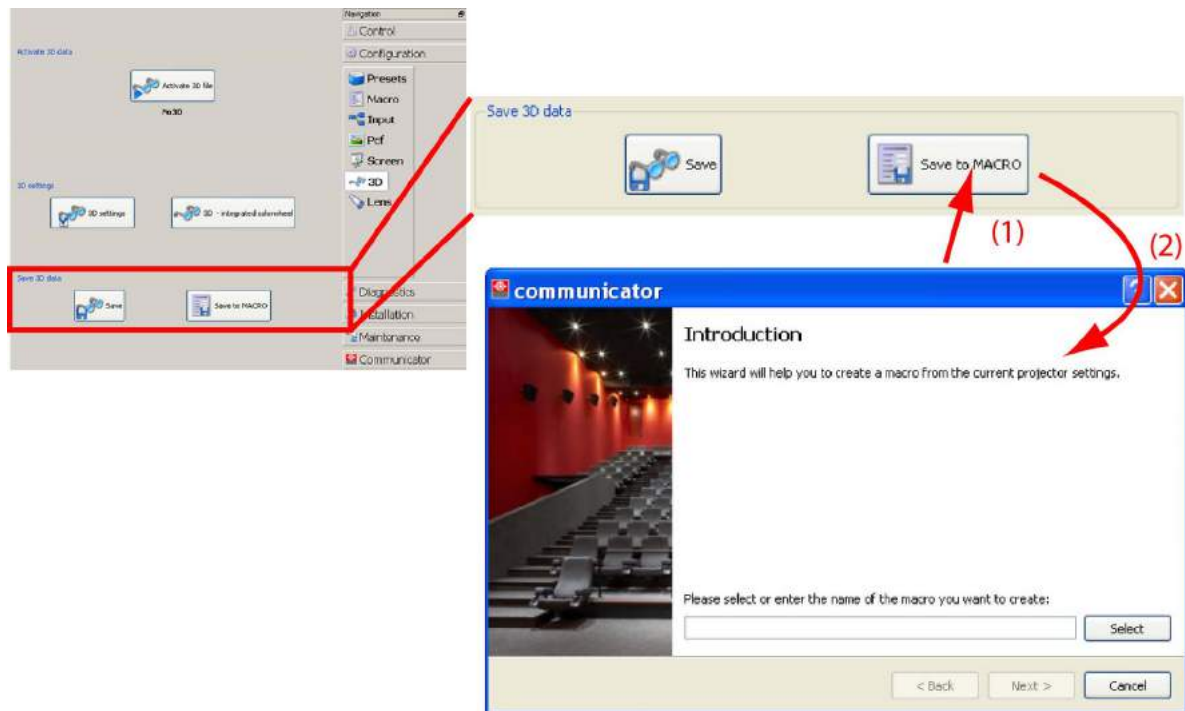 Navigation
Control
Activate 3D data
Configuration
Activate 3D file
No3D
Presets
Macro
Input
Pcf
Screen
3D
Lens
3D settings
3D settings
3D - integrated colorwheel
Save 3D data
Save
Save to MACRO
Diagnostics
Installation
Maintenance
Communicator
Save 3D data
Save
Save to MACRO
(1)
(2)
communicator
Introduction
This wizard will help you to create a macro from the current projector settings.
Please select or enter the name of the macro you want to create:
Select
< Back
Next >
Cancel